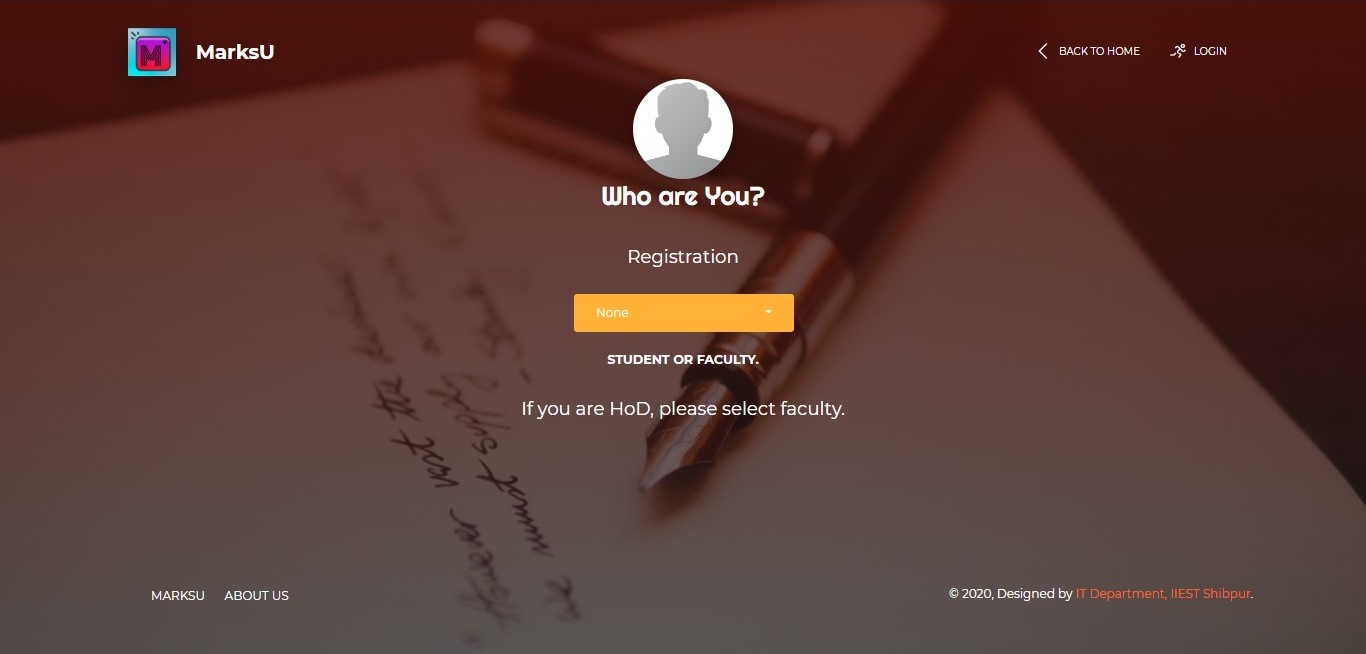 MarksU
BACK TO HOME
LOGIN
Who are You?
Registration
None
STUDENT OR FACULTY.
If you are HoD, please select faculty.
MARKSU ABOUT US
© 2020, Designed by IT Department, IIEST Shibpur.